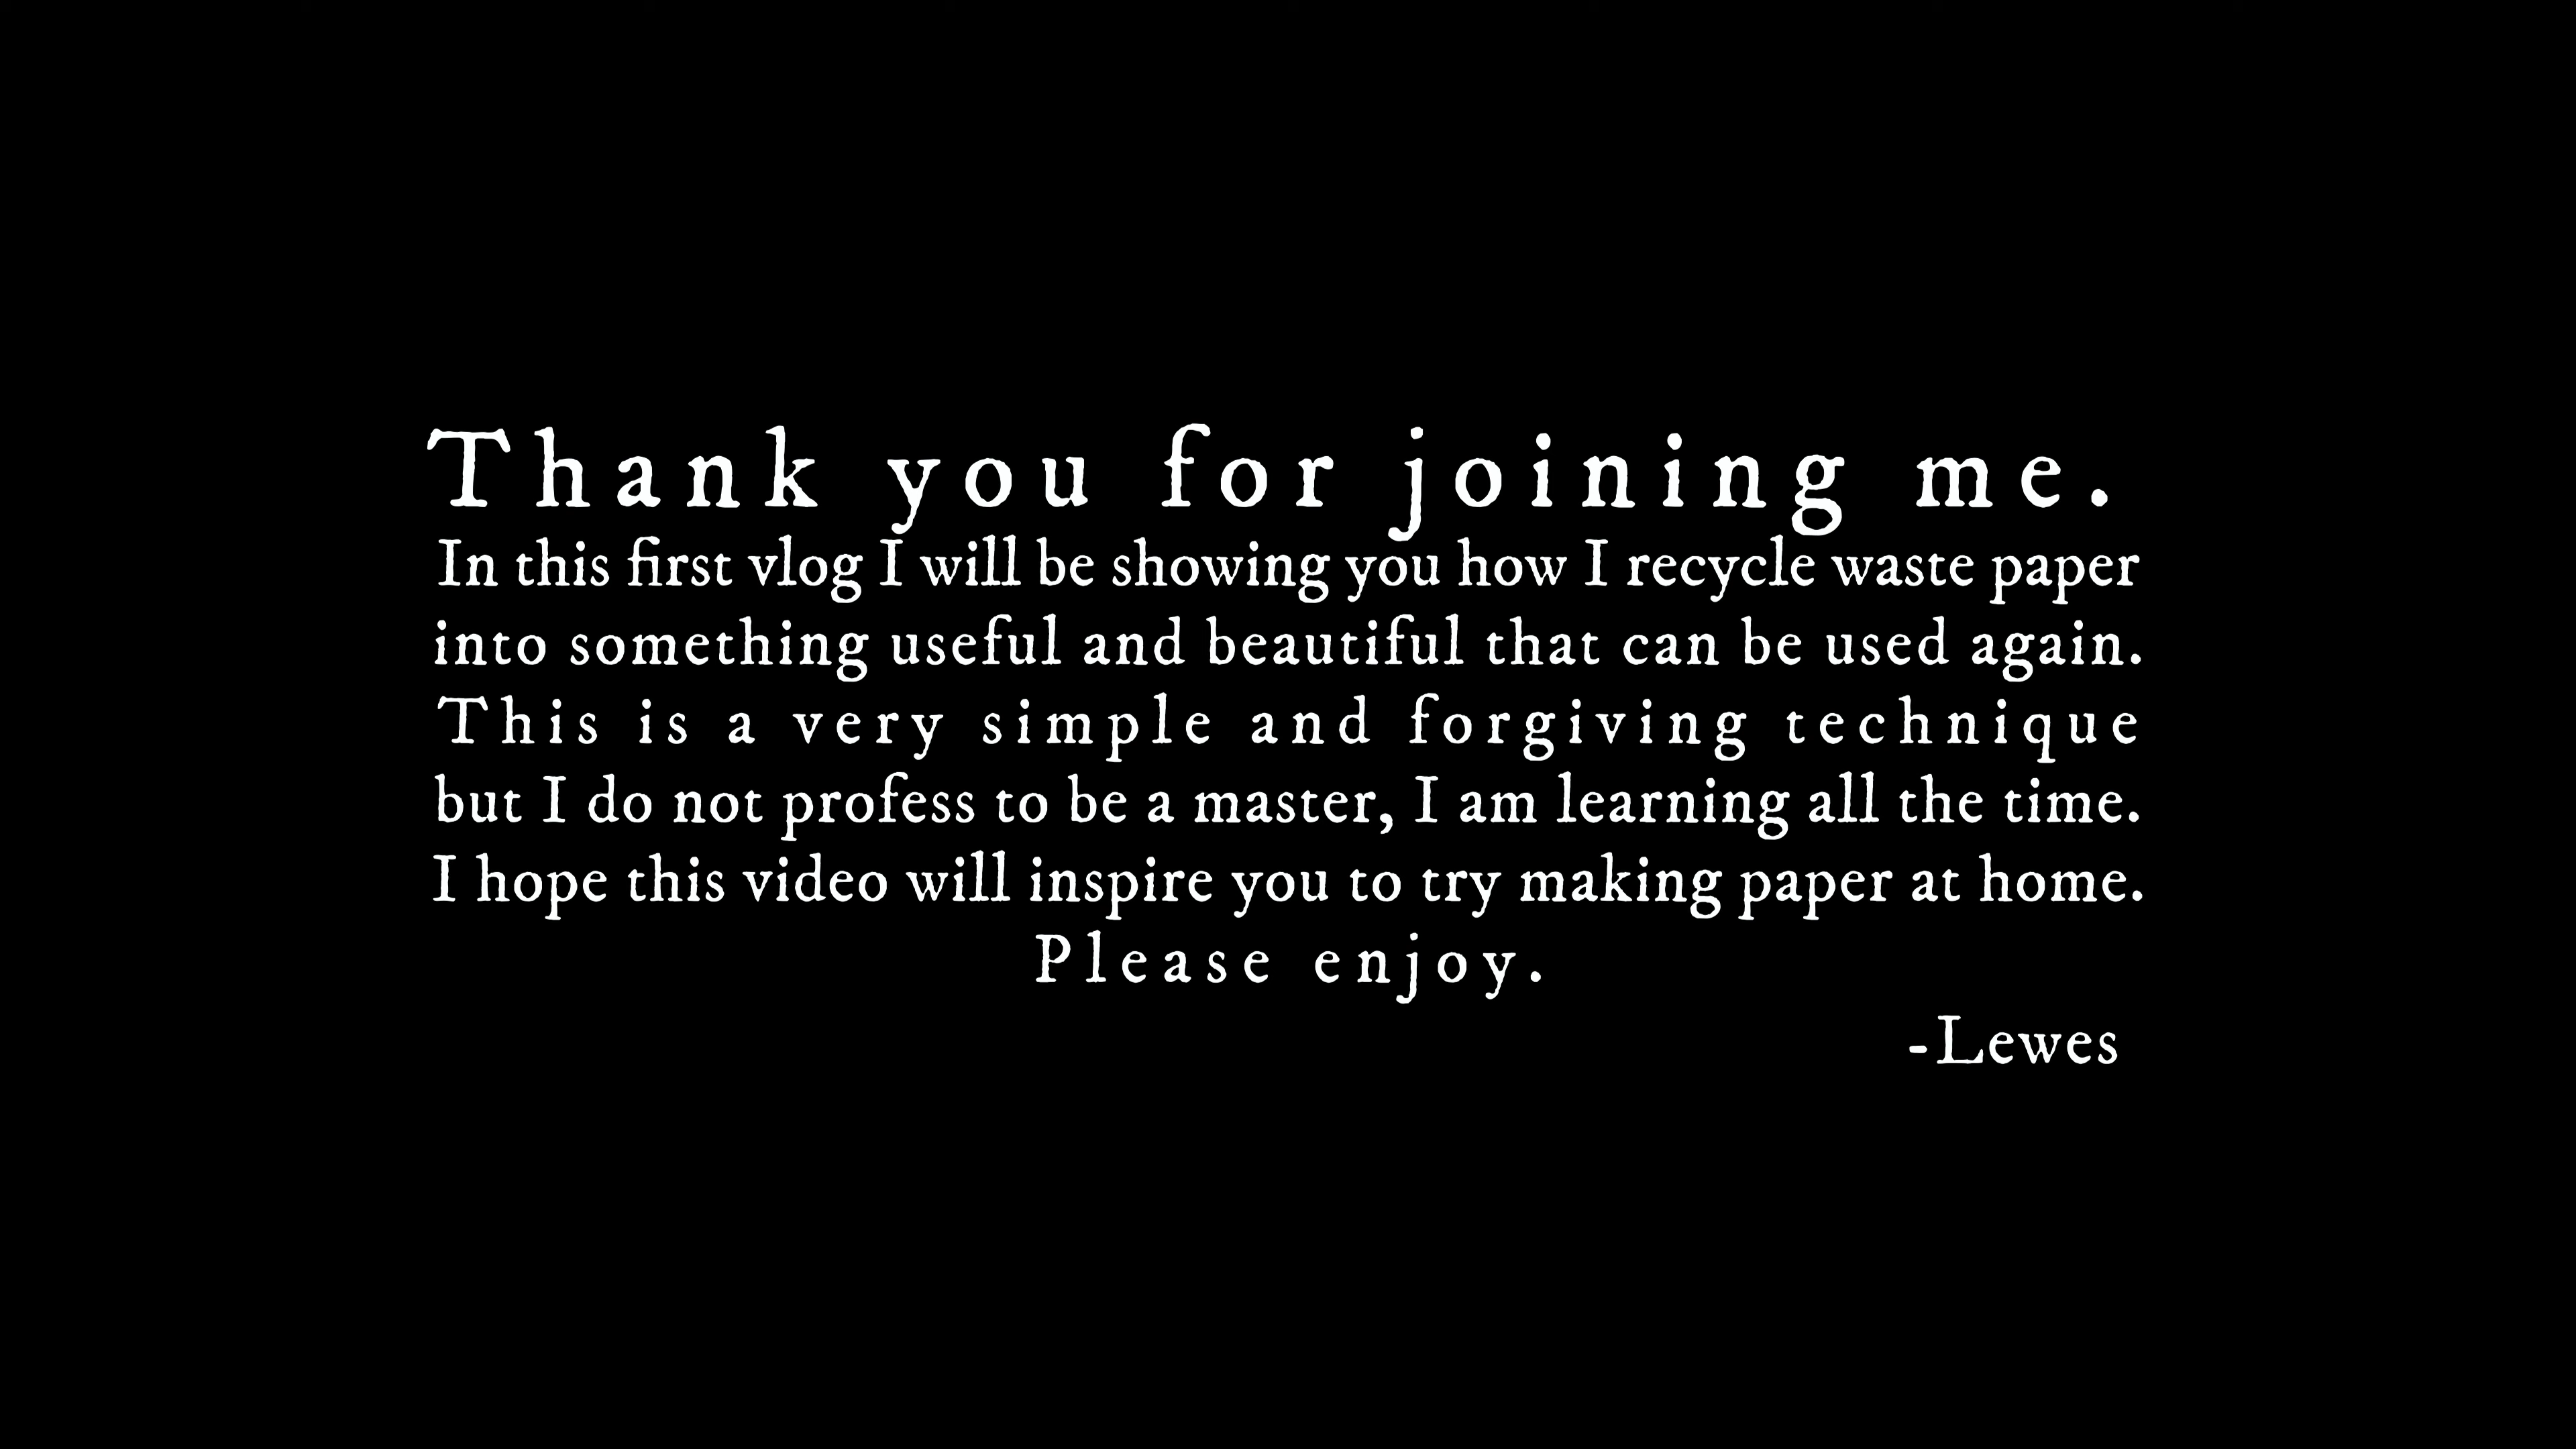 Thank you for joining me.
In this first vlog I will be showing you how I recycle waste paper
into something useful and beautiful that can be used again.
This is a very simple and forgiving technique
but I do not profess to be a master, I am learning all the time.
I hope this video will inspire you to try making paper at home.
Please enjoy.
-Lewes